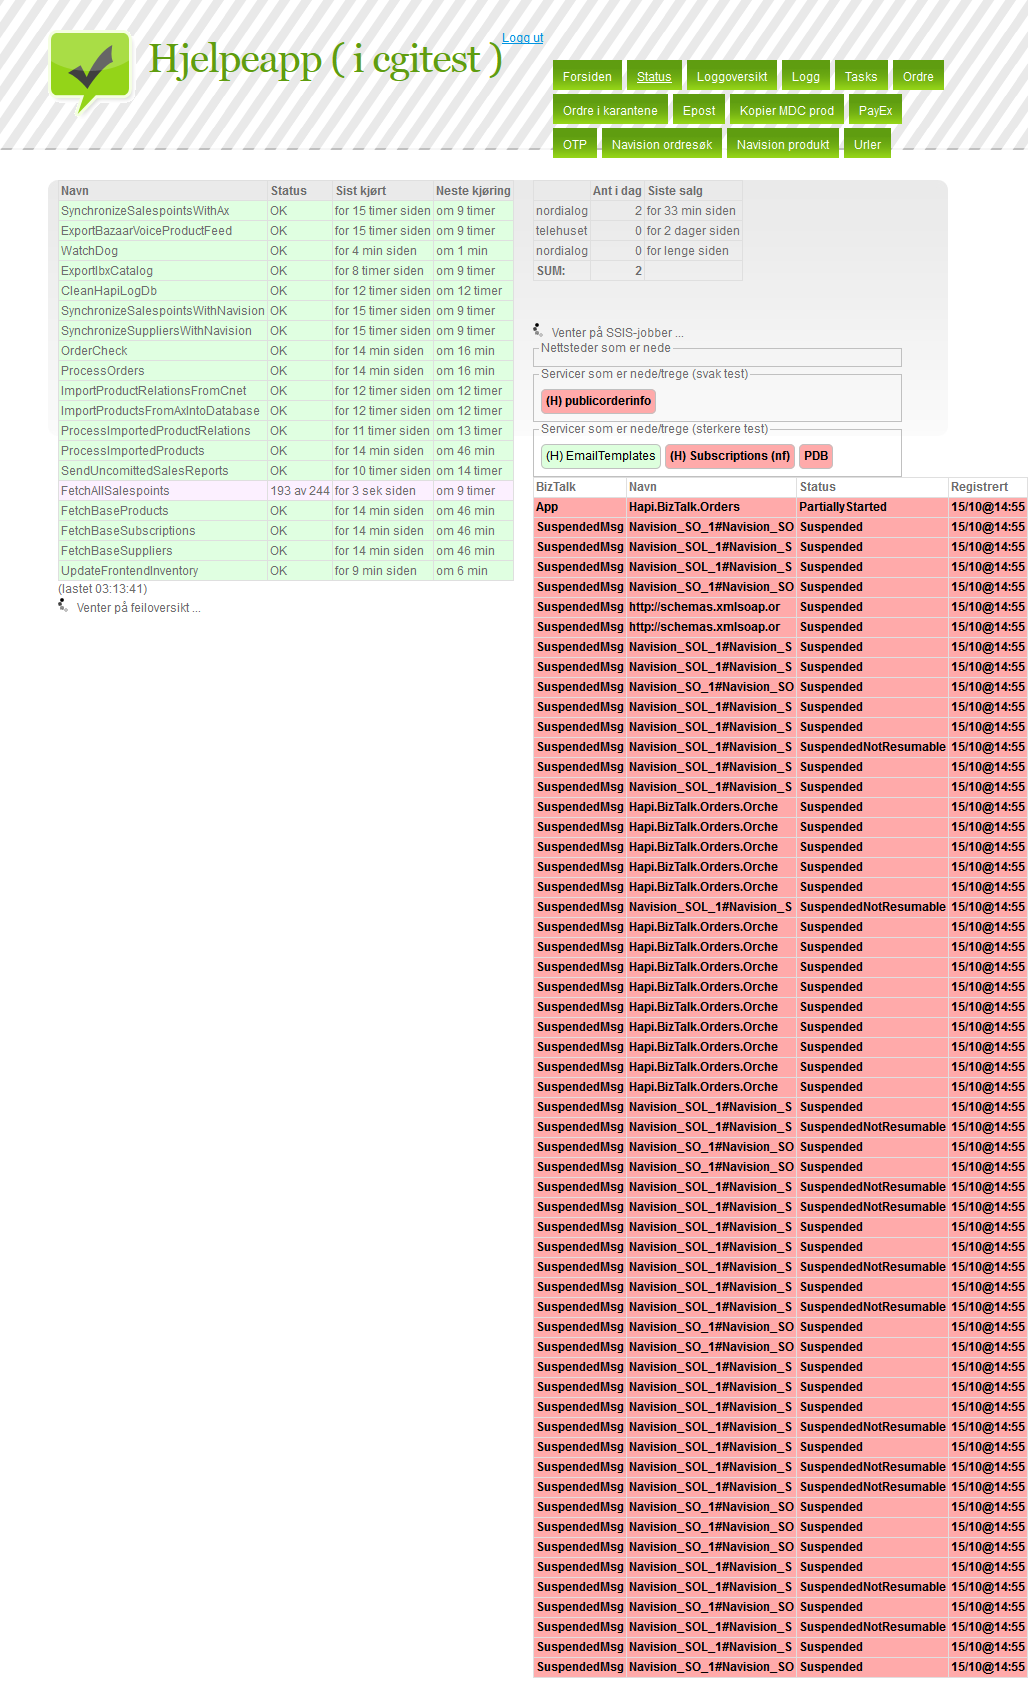 Hjelpeapp ( i cgitest )
Logg ut
Forsiden Status Loggoversikt Logg Tasks Ordre
Ordre i karantene Epost Kopier MDC prod PayEx
OTP Navision ordresøk Navision produkt Urler
Navn Status Sist kjørt Neste kjøring
SynchronizeSalespointsWithAx OK for 15 timer siden om 9 timer
ExportBazaarVoiceProductFeed OK for 15 timer siden om 9 timer
WatchDog OK for 4 min siden om 1 min
ExportIbxCatalog OK for 8 timer siden om 9 timer
CleanHapiLogDb OK for 12 timer siden om 12 timer
SynchronizeSalespointsWithNavision OK for 15 timer siden om 9 timer
SynchronizeSuppliersWithNavision OK for 15 timer siden om 9 timer
OrderCheck OK for 14 min siden om 16 min
ProcessOrders OK for 14 min siden om 16 min
ImportProductRelationsFromCnet OK for 12 timer siden om 12 timer
ImportProductsFromAxIntoDatabase OK for 12 timer siden om 12 timer
ProcessImportedProductRelations OK for 11 timer siden om 13 timer
ProcessImportedProducts OK for 14 min siden om 46 min
SendUncomittedSalesReports OK for 10 timer siden om 14 timer
FetchAllSalespoints 193 av 244 for 3 sek siden om 9 timer
FetchBaseProducts OK for 14 min siden om 46 min
FetchBaseSubscriptions OK for 14 min siden om 46 min
FetchBaseSuppliers OK for 14 min siden om 46 min
UpdateFrontendInventory OK for 9 min siden om 6 min
(lastet 03:13:41)
Venter på feiloversikt ...
Ant i dag Siste salg
nordialog 2 for 33 min siden
telehuset 0 for 2 dager siden
nordialog 0 for lenge siden
SUM: 2
Venter på SSIS-jobber ...
Nettsteder som er nede
Servicer som er nede/trege (svak test)
(H) publicorderinfo
Servicer som er nede/trege (sterkere test)
(H) EmailTemplates (H) Subscriptions (nf) PDB
BizTalk Navn Status Registrert
App Hapi.BizTalk.Orders PartiallyStarted 15/10@14:55
SuspendedMsg Navision_SO_1#Navision_SO Suspended 15/10@14:55
SuspendedMsg Navision_SOL_1#Navision_S Suspended 15/10@14:55
SuspendedMsg Navision_SOL_1#Navision_S Suspended 15/10@14:55
SuspendedMsg Navision_SO_1#Navision_SO Suspended 15/10@14:55
SuspendedMsg http://schemas.xmlsoap.or Suspended 15/10@14:55
SuspendedMsg http://schemas.xmlsoap.or Suspended 15/10@14:55
SuspendedMsg Navision_SOL_1#Navision_S Suspended 15/10@14:55
SuspendedMsg Navision_SOL_1#Navision_S Suspended 15/10@14:55
SuspendedMsg Navision_SO_1#Navision_SO Suspended 15/10@14:55
SuspendedMsg Navision_SOL_1#Navision_S Suspended 15/10@14:55
SuspendedMsg Navision_SOL_1#Navision_S Suspended 15/10@14:55
SuspendedMsg Navision_SOL_1#Navision_S SuspendedNotResumable 15/10@14:55
SuspendedMsg Navision_SOL_1#Navision_S Suspended 15/10@14:55
SuspendedMsg Navision_SOL_1#Navision_S Suspended 15/10@14:55
SuspendedMsg Hapi.BizTalk.Orders.Orche Suspended 15/10@14:55
SuspendedMsg Hapi.BizTalk.Orders.Orche Suspended 15/10@14:55
SuspendedMsg Hapi.BizTalk.Orders.Orche Suspended 15/10@14:55
SuspendedMsg Hapi.BizTalk.Orders.Orche Suspended 15/10@14:55
SuspendedMsg Hapi.BizTalk.Orders.Orche Suspended 15/10@14:55
SuspendedMsg Navision_SOL_1#Navision_S SuspendedNotResumable 15/10@14:55
SuspendedMsg Hapi.BizTalk.Orders.Orche Suspended 15/10@14:55
SuspendedMsg Hapi.BizTalk.Orders.Orche Suspended 15/10@14:55
SuspendedMsg Hapi.BizTalk.Orders.Orche Suspended 15/10@14:55
SuspendedMsg Hapi.BizTalk.Orders.Orche Suspended 15/10@14:55
SuspendedMsg Hapi.BizTalk.Orders.Orche Suspended 15/10@14:55
SuspendedMsg Hapi.BizTalk.Orders.Orche Suspended 15/10@14:55
SuspendedMsg Hapi.BizTalk.Orders.Orche Suspended 15/10@14:55
SuspendedMsg Hapi.BizTalk.Orders.Orche Suspended 15/10@14:55
SuspendedMsg Hapi.BizTalk.Orders.Orche Suspended 15/10@14:55
SuspendedMsg Navision_SOL_1#Navision_S Suspended 15/10@14:55
SuspendedMsg Navision_SOL_1#Navision_S SuspendedNotResumable 15/10@14:55
SuspendedMsg Navision_SO_1#Navision_SO Suspended 15/10@14:55
SuspendedMsg Navision_SO_1#Navision_SO Suspended 15/10@14:55
SuspendedMsg Navision_SOL_1#Navision_S SuspendedNotResumable 15/10@14:55
SuspendedMsg Navision_SOL_1#Navision_S SuspendedNotResumable 15/10@14:55
SuspendedMsg Navision_SOL_1#Navision_S Suspended 15/10@14:55
SuspendedMsg Navision_SOL_1#Navision_S Suspended 15/10@14:55
SuspendedMsg Navision_SOL_1#Navision_S SuspendedNotResumable 15/10@14:55
SuspendedMsg Navision_SOL_1#Navision_S Suspended 15/10@14:55
SuspendedMsg Navision_SOL_1#Navision_S SuspendedNotResumable 15/10@14:55
SuspendedMsg Navision_SO_1#Navision_SO Suspended 15/10@14:55
SuspendedMsg Navision_SO_1#Navision_SO Suspended 15/10@14:55
SuspendedMsg Navision_SOL_1#Navision_S Suspended 15/10@14:55
SuspendedMsg Navision_SOL_1#Navision_S Suspended 15/10@14:55
SuspendedMsg Navision_SOL_1#Navision_S Suspended 15/10@14:55
SuspendedMsg Navision_SOL_1#Navision_S SuspendedNotResumable 15/10@14:55
SuspendedMsg Navision_SOL_1#Navision_S Suspended 15/10@14:55
SuspendedMsg Navision_SOL_1#Navision_S SuspendedNotResumable 15/10@14:55
SuspendedMsg Navision_SOL_1#Navision_S SuspendedNotResumable 15/10@14:55
SuspendedMsg Navision_SO_1#Navision_SO Suspended 15/10@14:55
SuspendedMsg Navision_SO_1#Navision_SO Suspended 15/10@14:55
SuspendedMsg Navision_SO_1#Navision_SO Suspended 15/10@14:55
SuspendedMsg Navision_SOL_1#Navision_S Suspended 15/10@14:55
SuspendedMsg Navision_SOL_1#Navision_S SuspendedNotResumable 15/10@14:55
SuspendedMsg Navision_SO_1#Navision_SO Suspended 15/10@14:55
SuspendedMsg Navision_SOL_1#Navision_S SuspendedNotResumable 15/10@14:55
SuspendedMsg Navision_SOL_1#Navision_S Suspended 15/10@14:55
SuspendedMsg Navision_SO_1#Navision_SO Suspended 15/10@14:55